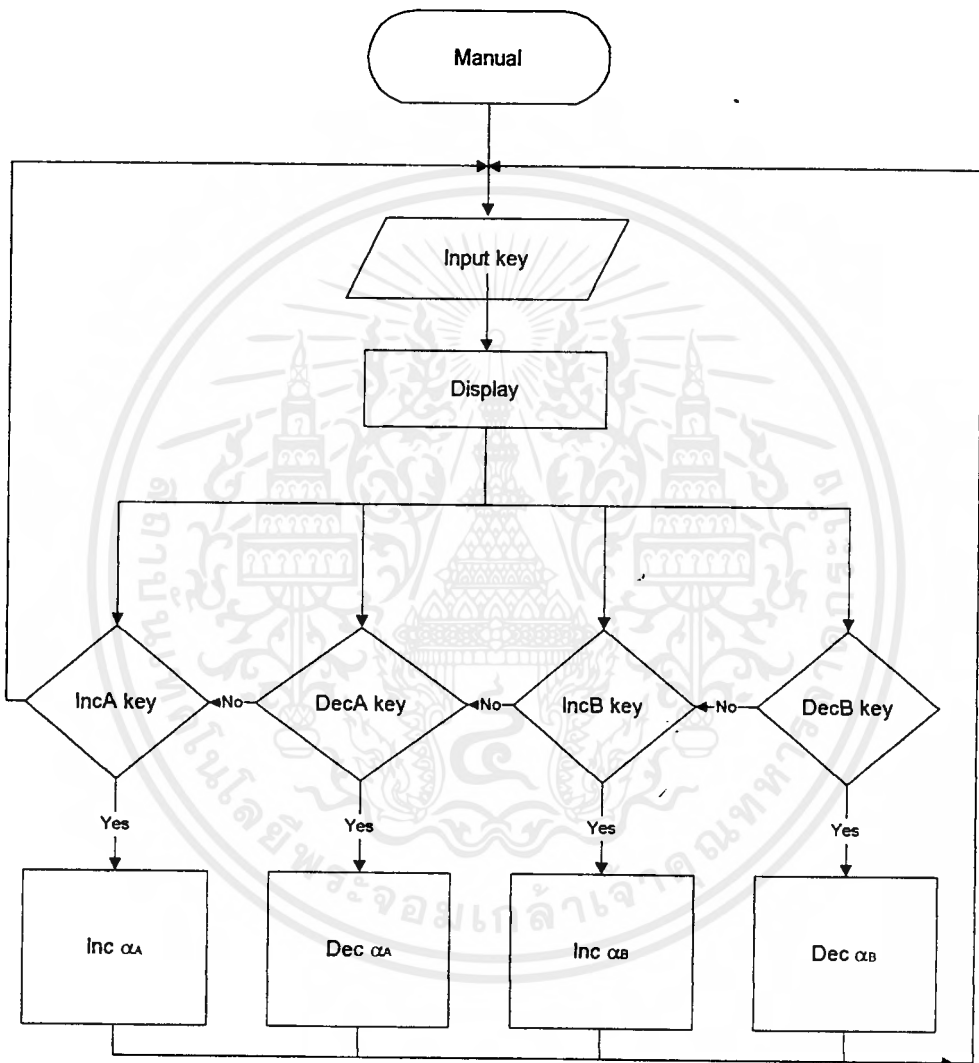 Manual
Input key
Display
IncA key
No
DecA key
No
IncB key
No
DecB key
Yes
Yes
Yes
Yes
Inc αA
Dec αA
Inc αB
Dec αB